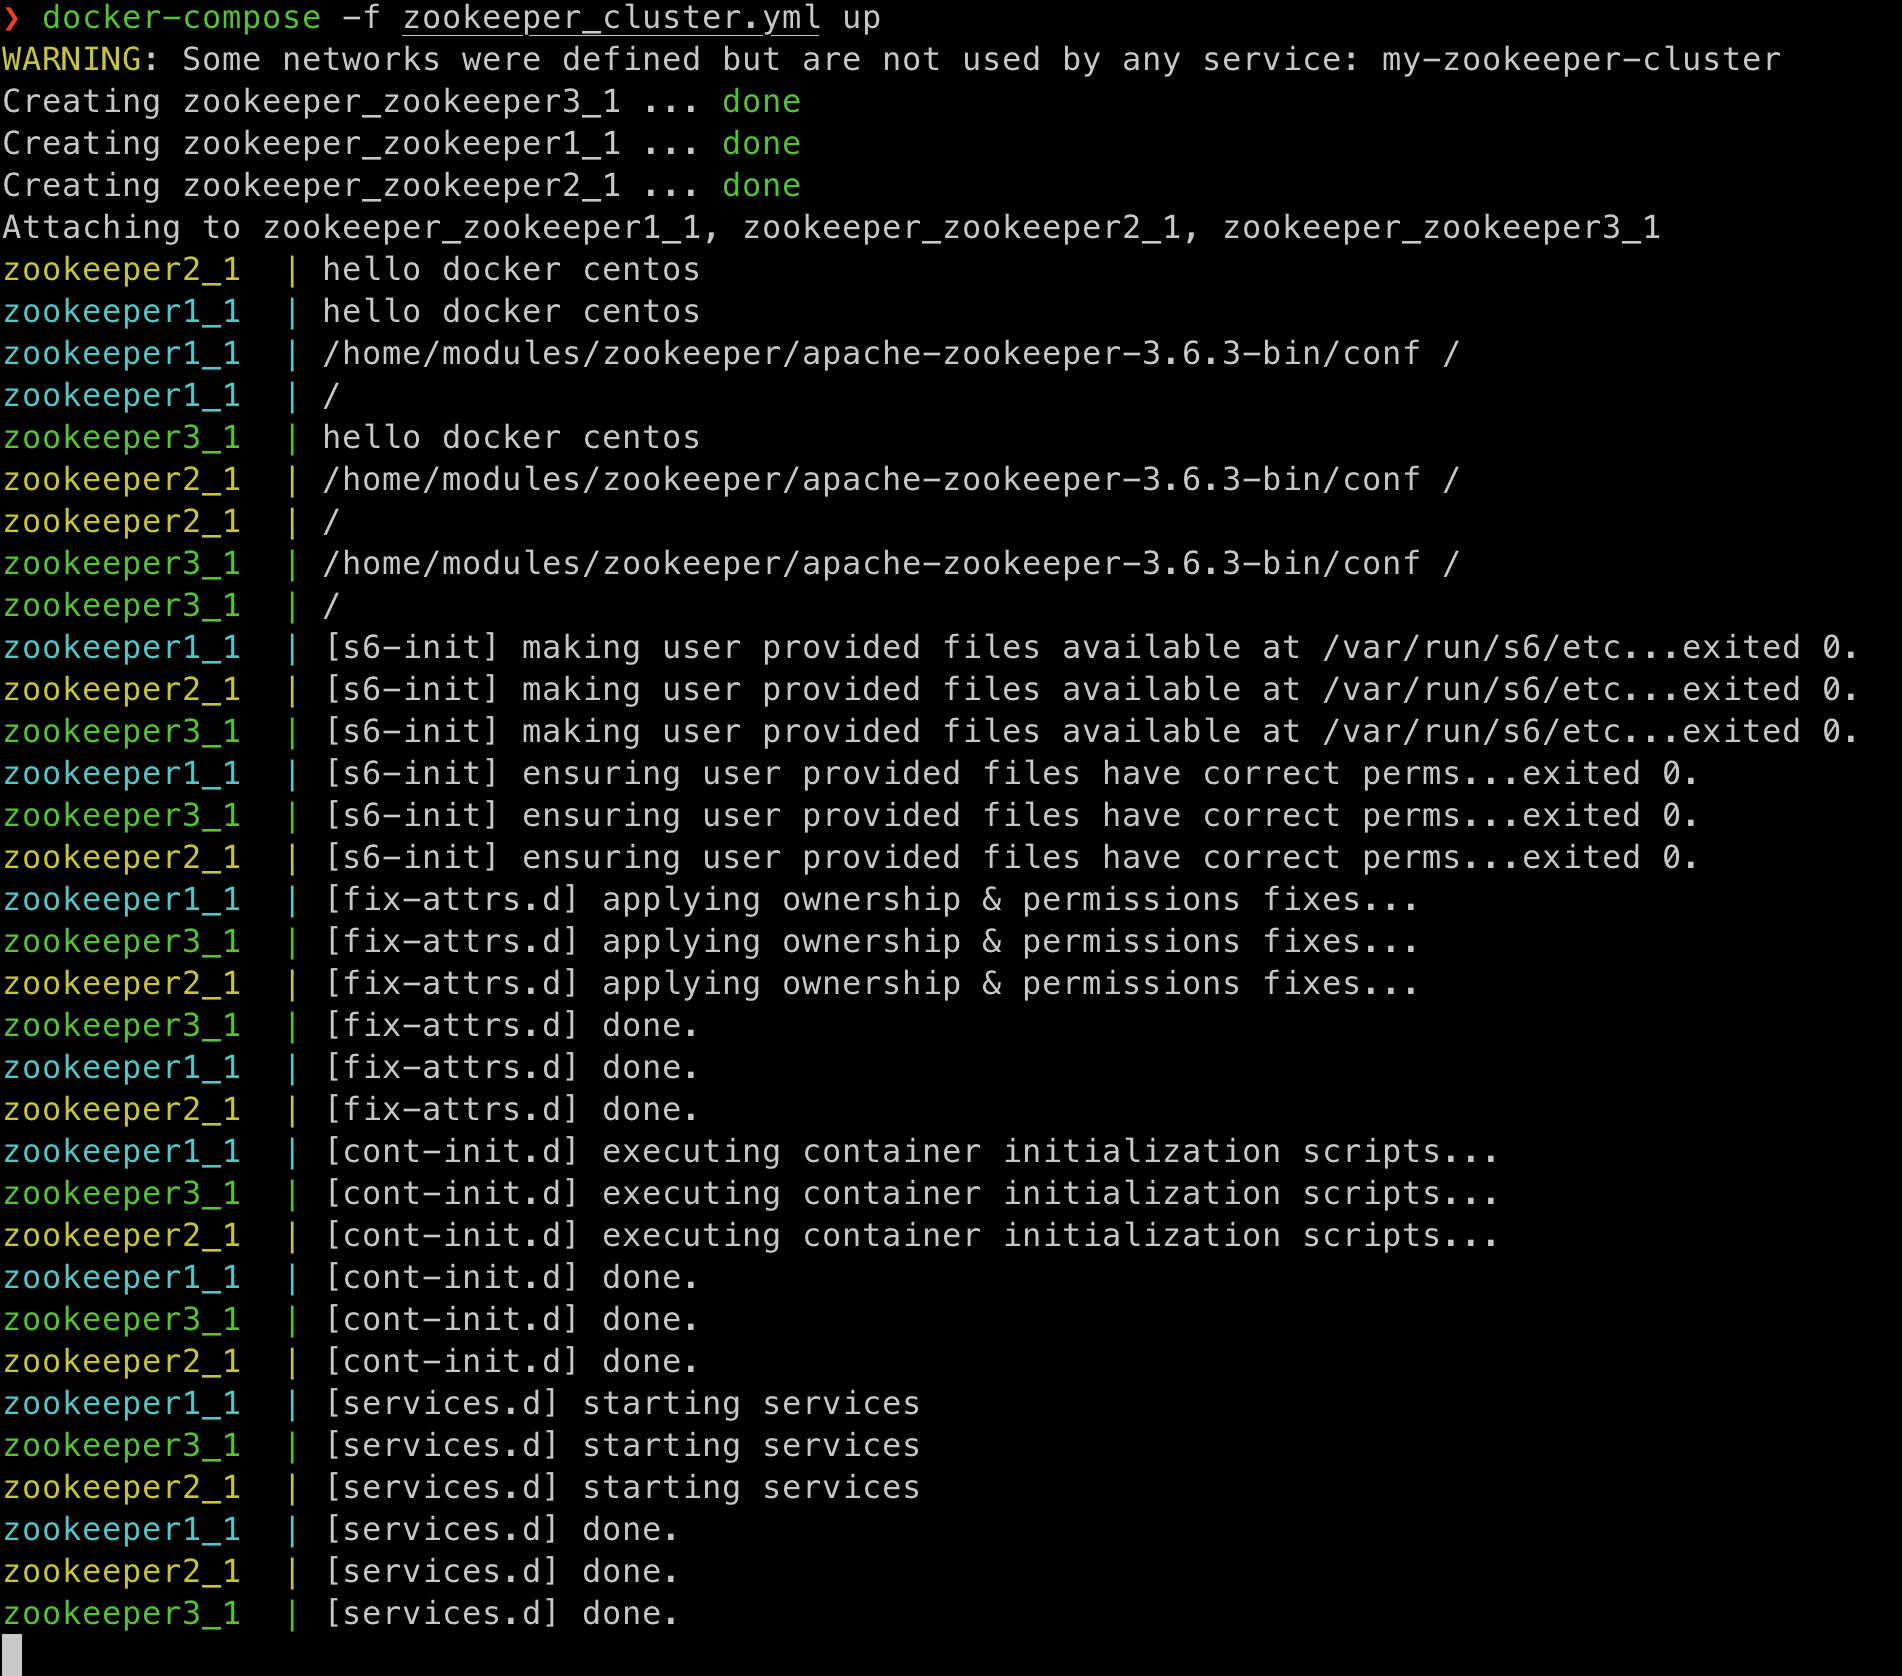 ❯ docker-compose -f zookeeper_cluster.yml up
WARNING: Some networks were defined but are not used by any service: my-zookeeper-cluster
Creating zookeeper_zookeeper3_1 ... done
Creating zookeeper_zookeeper1_1 ... done
Creating zookeeper_zookeeper2_1 ... done
Attaching to zookeeper_zookeeper1_1, zookeeper_zookeeper2_1, zookeeper_zookeeper3_1
zookeeper2_1  | hello docker centos
zookeeper1_1  | hello docker centos
zookeeper1_1  | /home/modules/zookeeper/apache-zookeeper-3.6.3-bin/conf /
zookeeper1_1  | /
zookeeper3_1  | hello docker centos
zookeeper2_1  | /home/modules/zookeeper/apache-zookeeper-3.6.3-bin/conf /
zookeeper2_1  | /
zookeeper3_1  | /home/modules/zookeeper/apache-zookeeper-3.6.3-bin/conf /
zookeeper3_1  | /
zookeeper1_1  | [s6-init] making user provided files available at /var/run/s6/etc...exited 0.
zookeeper2_1  | [s6-init] making user provided files available at /var/run/s6/etc...exited 0.
zookeeper3_1  | [s6-init] making user provided files available at /var/run/s6/etc...exited 0.
zookeeper1_1  | [s6-init] ensuring user provided files have correct perms...exited 0.
zookeeper3_1  | [s6-init] ensuring user provided files have correct perms...exited 0.
zookeeper2_1  | [s6-init] ensuring user provided files have correct perms...exited 0.
zookeeper1_1  | [fix-attrs.d] applying ownership & permissions fixes...
zookeeper3_1  | [fix-attrs.d] applying ownership & permissions fixes...
zookeeper2_1  | [fix-attrs.d] applying ownership & permissions fixes...
zookeeper3_1  | [fix-attrs.d] done.
zookeeper1_1  | [fix-attrs.d] done.
zookeeper2_1  | [fix-attrs.d] done.
zookeeper1_1  | [cont-init.d] executing container initialization scripts...
zookeeper3_1  | [cont-init.d] executing container initialization scripts...
zookeeper2_1  | [cont-init.d] executing container initialization scripts...
zookeeper1_1  | [cont-init.d] done.
zookeeper3_1  | [cont-init.d] done.
zookeeper2_1  | [cont-init.d] done.
zookeeper1_1  | [services.d] starting services
zookeeper3_1  | [services.d] starting services
zookeeper2_1  | [services.d] starting services
zookeeper1_1  | [services.d] done.
zookeeper2_1  | [services.d] done.
zookeeper3_1  | [services.d] done.